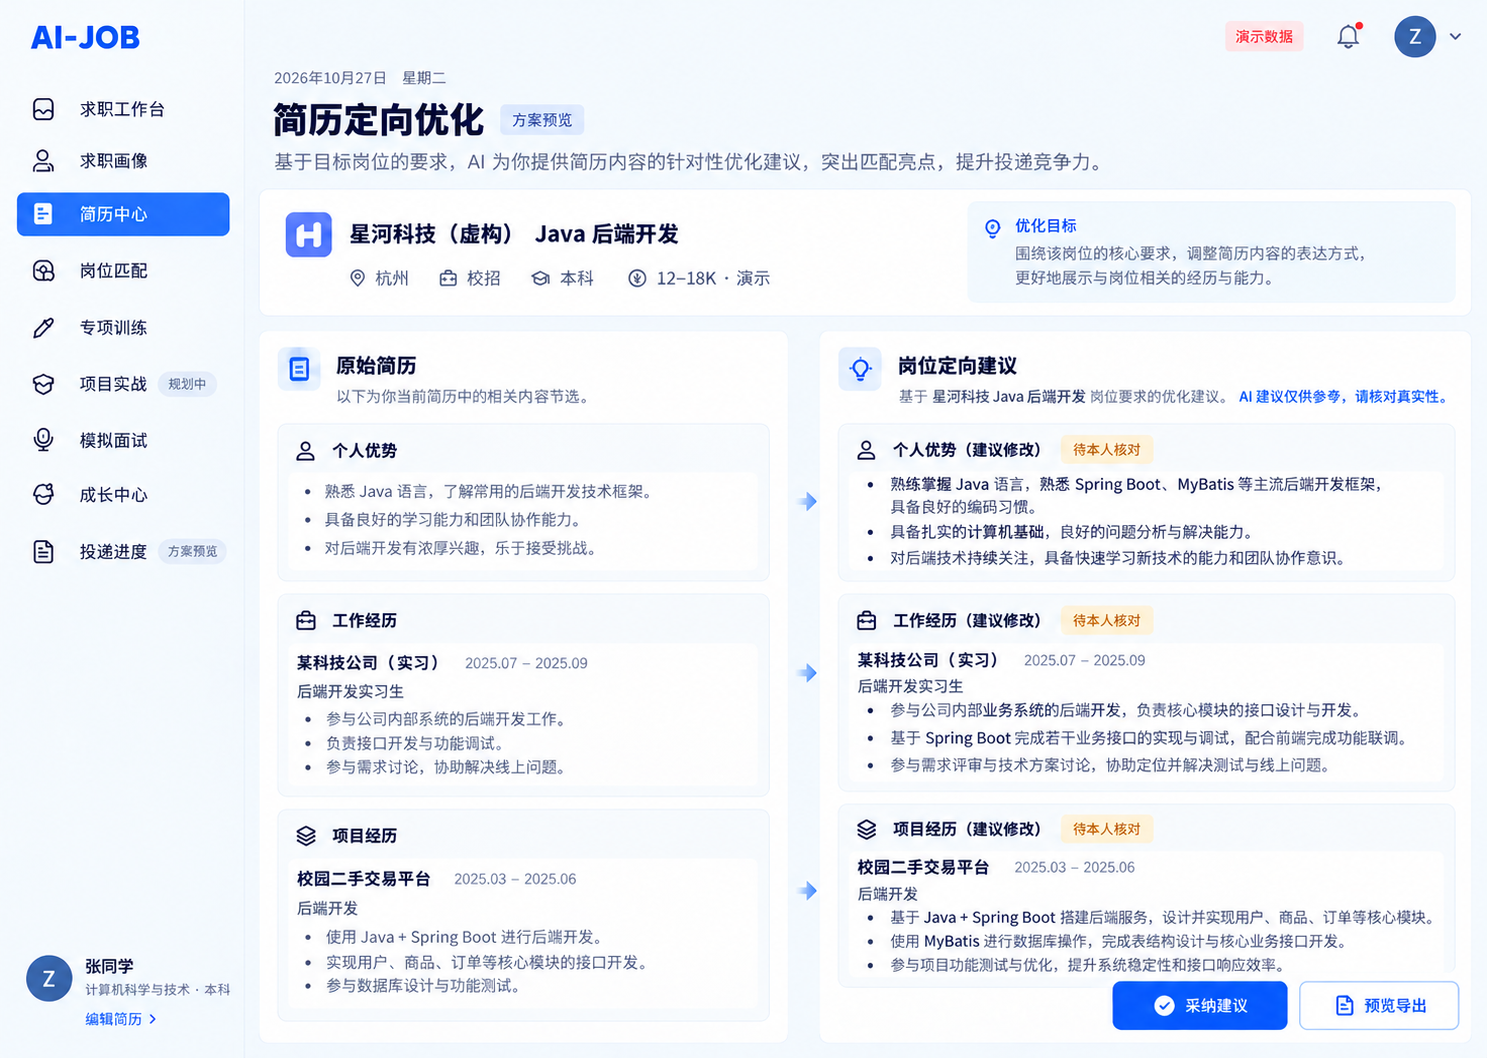 AI-JOB
求职工作台
求职画像
简历中心
岗位匹配
专项训练
项目实战 规划中
模拟面试
成长中心
投递进度 方案预览
Z
张同学
计算机科学与技术 · 本科
编辑简历
演示数据
Z
2026年10月27日 星期二
简历定向优化 方案预览
基于目标岗位的要求，AI 为你提供简历内容的针对性优化建议，突出匹配亮点，提升投递竞争力。
星河科技（虚构） Java 后端开发
杭州 校招 本科 12–18K · 演示
优化目标
围绕该岗位的核心要求，调整简历内容的表达方式，
更好地展示与岗位相关的经历与能力。
原始简历
以下为你当前简历中的相关内容节选。
个人优势
• 熟悉 Java 语言，了解常用的后端开发技术框架。
• 具备良好的学习能力和团队协作能力。
• 对后端开发有浓厚兴趣，乐于接受挑战。
工作经历
某科技公司（实习） 2025.07 – 2025.09
后端开发实习生
• 参与公司内部系统的后端开发工作。
• 负责接口开发与功能调试。
• 参与需求讨论，协助解决线上问题。
项目经历
校园二手交易平台 2025.03 – 2025.06
后端开发
• 使用 Java + Spring Boot 进行后端开发。
• 实现用户、商品、订单等核心模块的接口开发。
• 参与数据库设计与功能测试。
岗位定向建议
基于 星河科技 Java 后端开发 岗位要求的优化建议。 AI 建议仅供参考，请核对真实性。
个人优势（建议修改） 待本人核对
• 熟练掌握 Java 语言，熟悉 Spring Boot、MyBatis 等主流后端开发框架，
具备良好的编码习惯。
• 具备扎实的计算机基础，良好的问题分析与解决能力。
• 对后端技术持续关注，具备快速学习新技术的能力和团队协作意识。
工作经历（建议修改） 待本人核对
某科技公司（实习） 2025.07 – 2025.09
后端开发实习生
• 参与公司内部业务系统的后端开发，负责核心模块的接口设计与开发。
• 基于 Spring Boot 完成若干业务接口的实现与调试，配合前端完成功能联调。
• 参与需求评审与技术方案讨论，协助定位并解决测试与线上问题。
项目经历（建议修改） 待本人核对
校园二手交易平台 2025.03 – 2025.06
后端开发
• 基于 Java + Spring Boot 搭建后端服务，设计并实现用户、商品、订单等核心模块。
• 使用 MyBatis 进行数据库操作，完成表结构设计与核心业务接口开发。
• 参与项目功能测试与优化，提升系统稳定性和接口响应效率。
采纳建议 预览导出